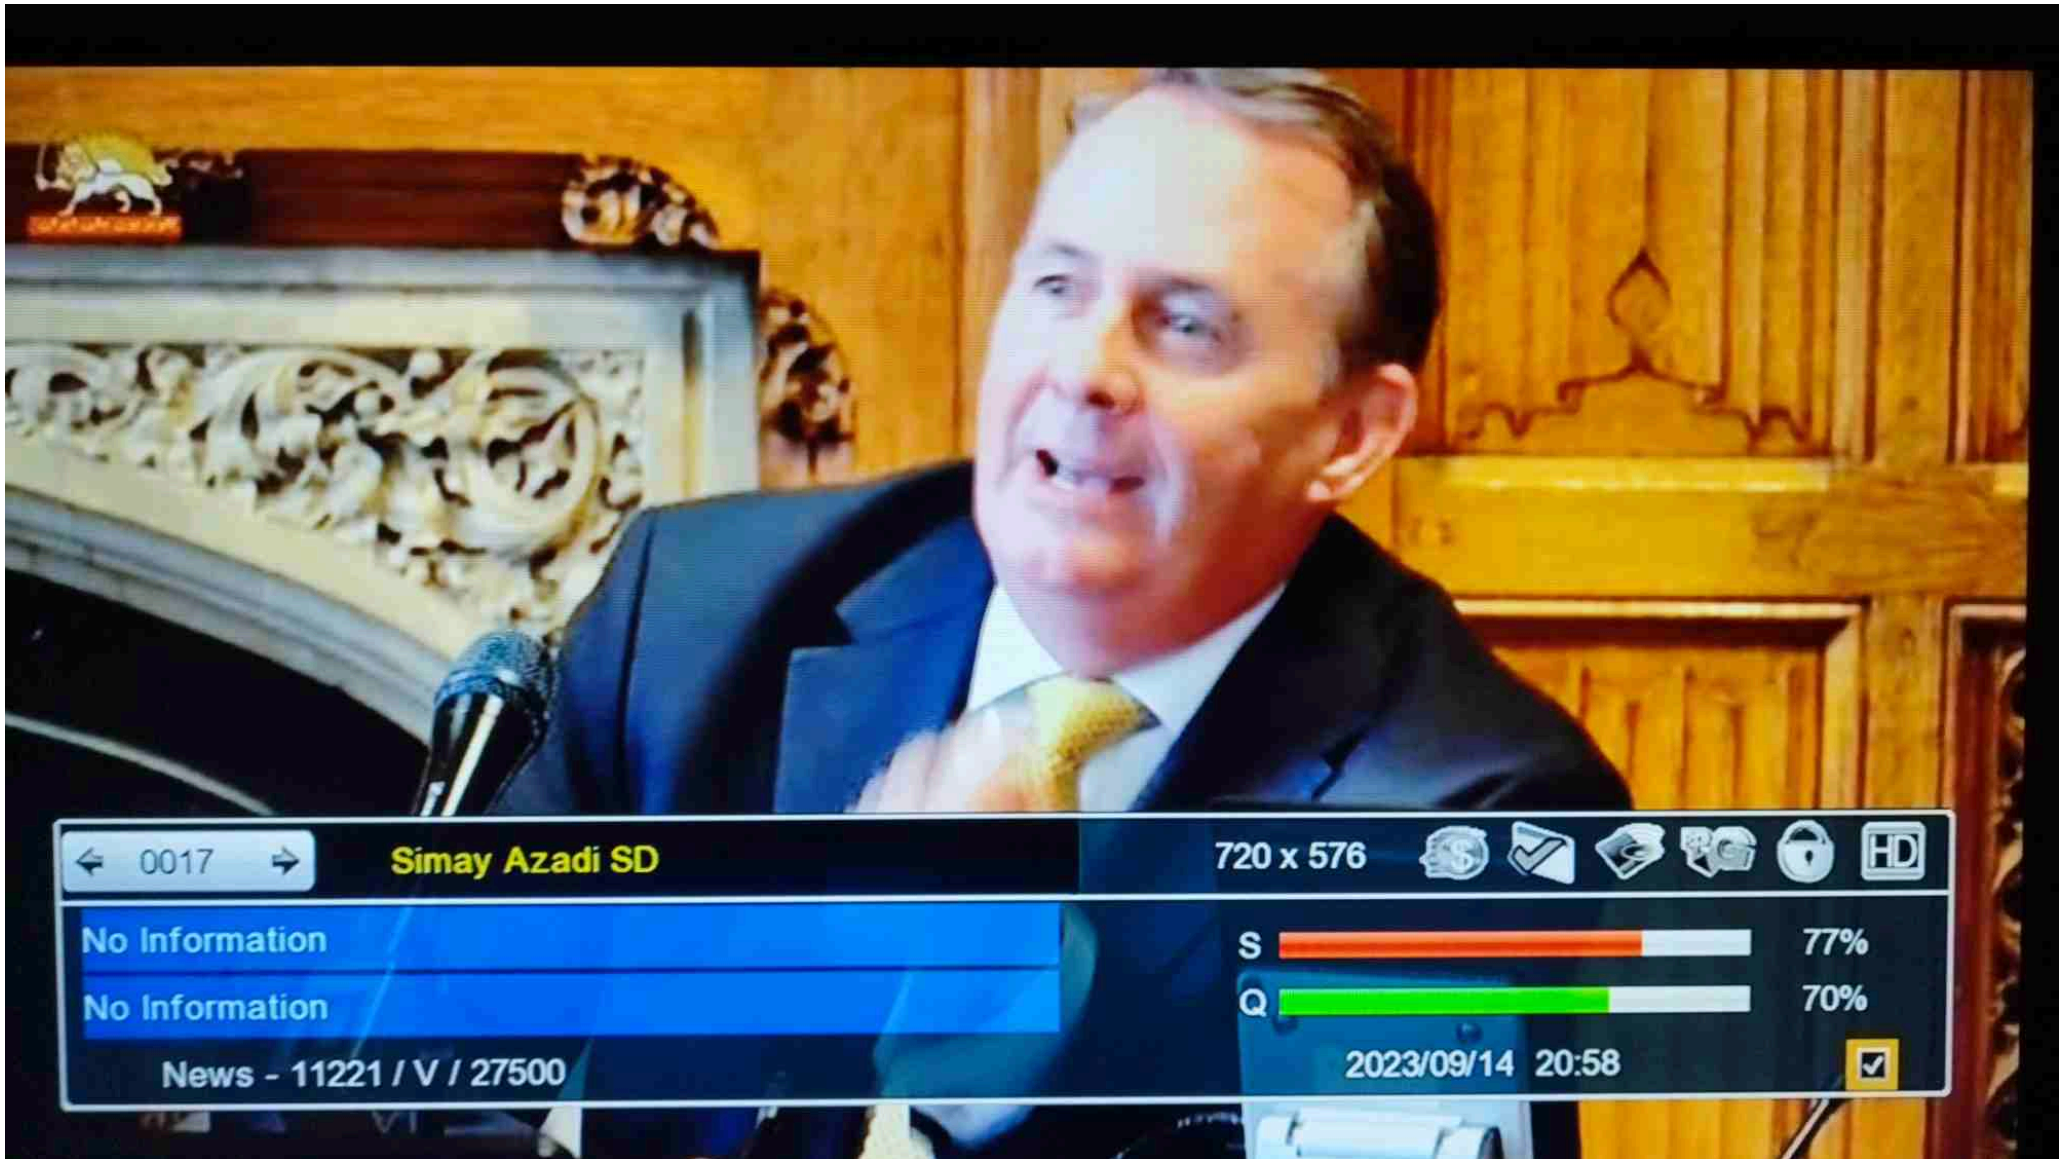 0017
Simay Azadi SD
720 x 576
HD
No Information
S 77%
No Information
Q 70%
News - 11221 / V / 27500
2023/09/14 20:58